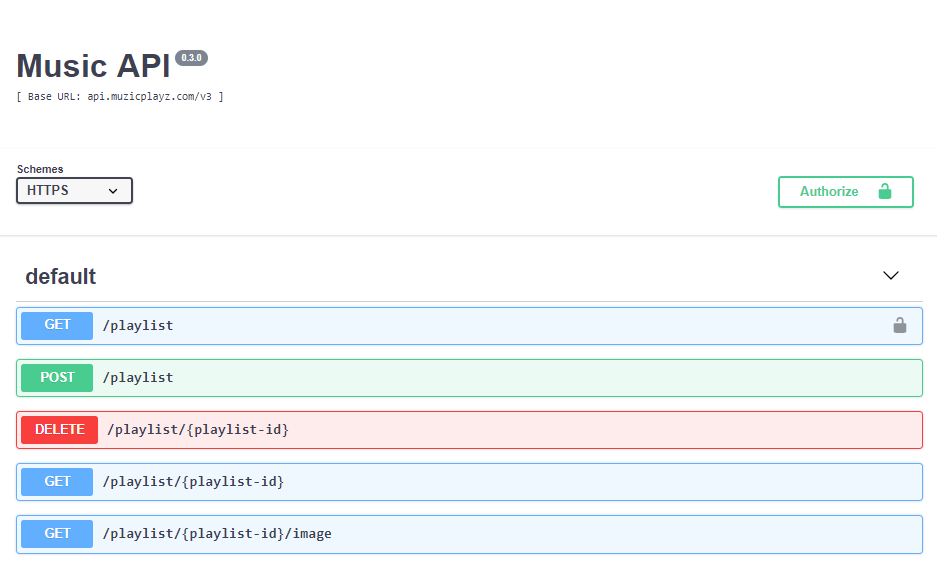 Music API 0.3.0
[ Base URL: api.muzicplayz.com/v3 ]
Schemes
HTTPS
Authorize
default
GET /playlist
POST /playlist
DELETE /playlist/{playlist-id}
GET /playlist/{playlist-id}
GET /playlist/{playlist-id}/image